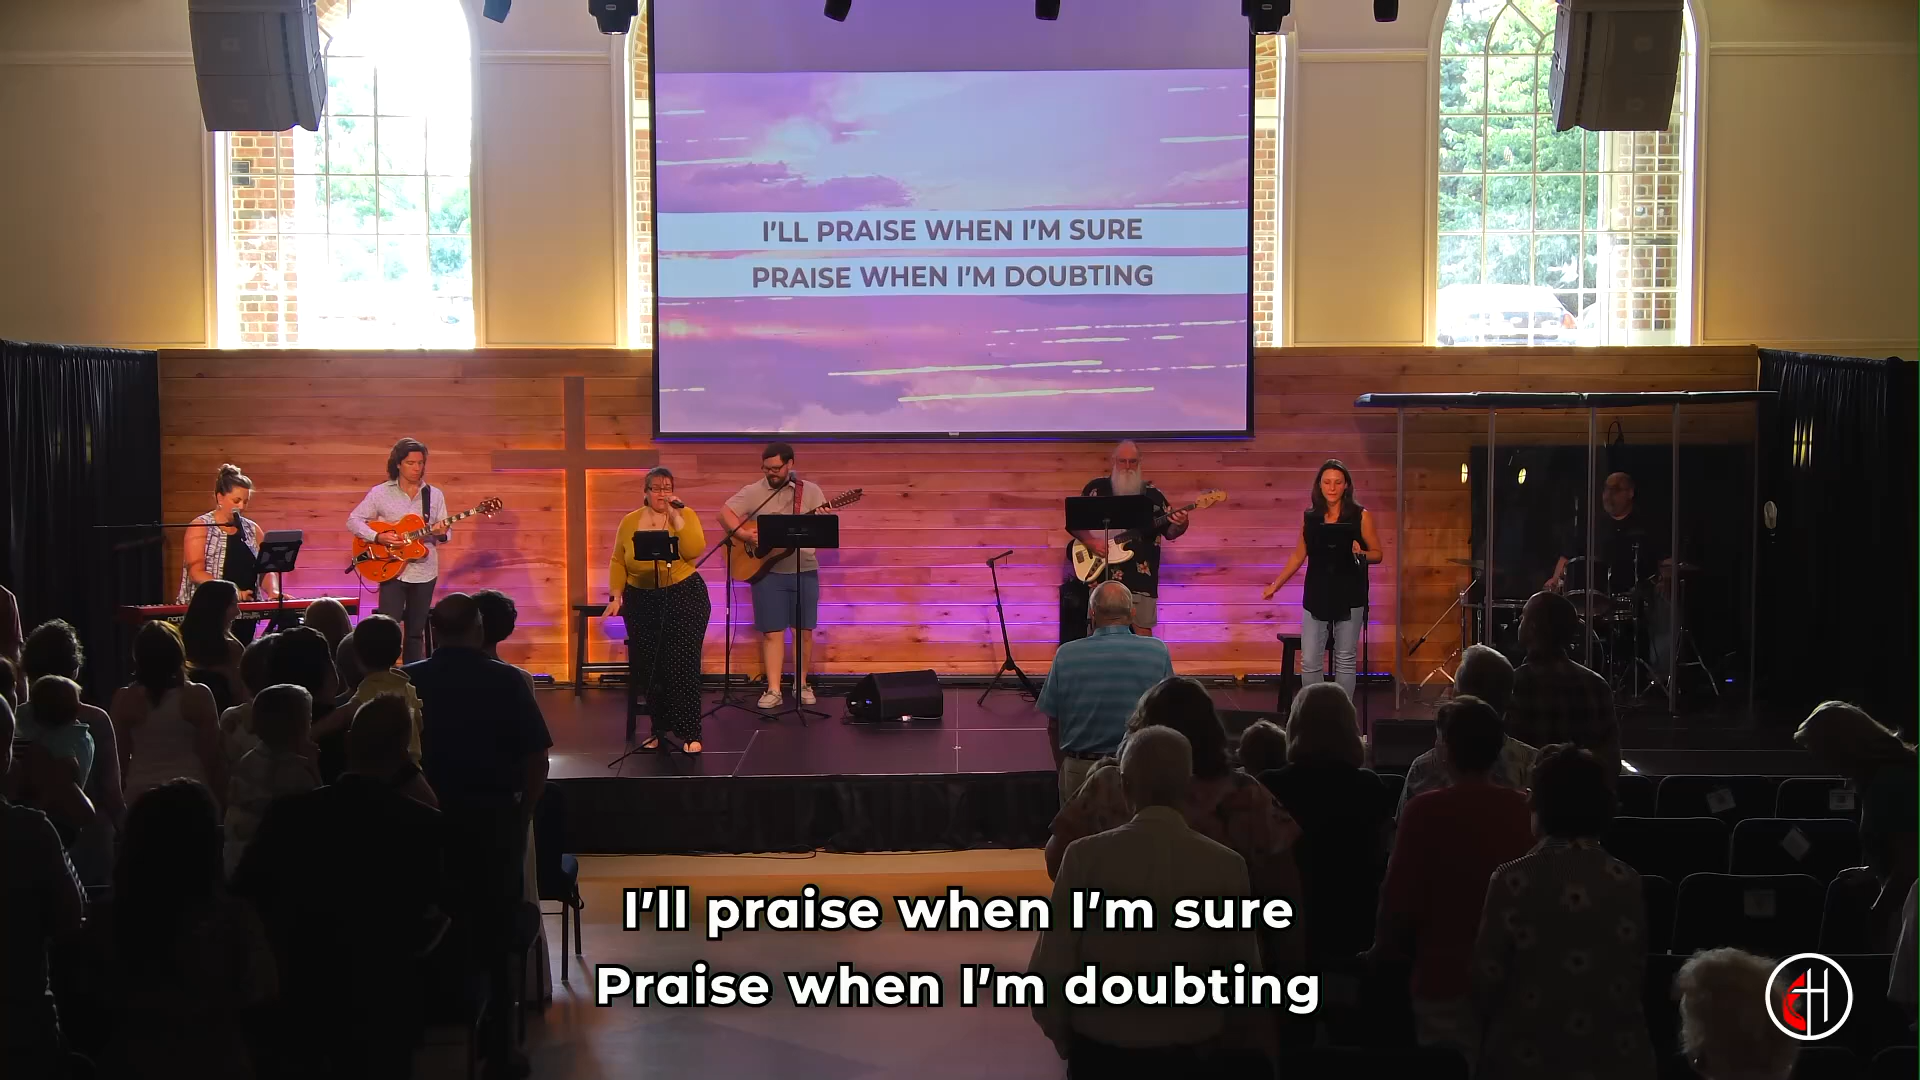 I'LL PRAISE WHEN I'M SURE
PRAISE WHEN I'M DOUBTING
I'll praise when I'm sure
Praise when I'm doubting
H